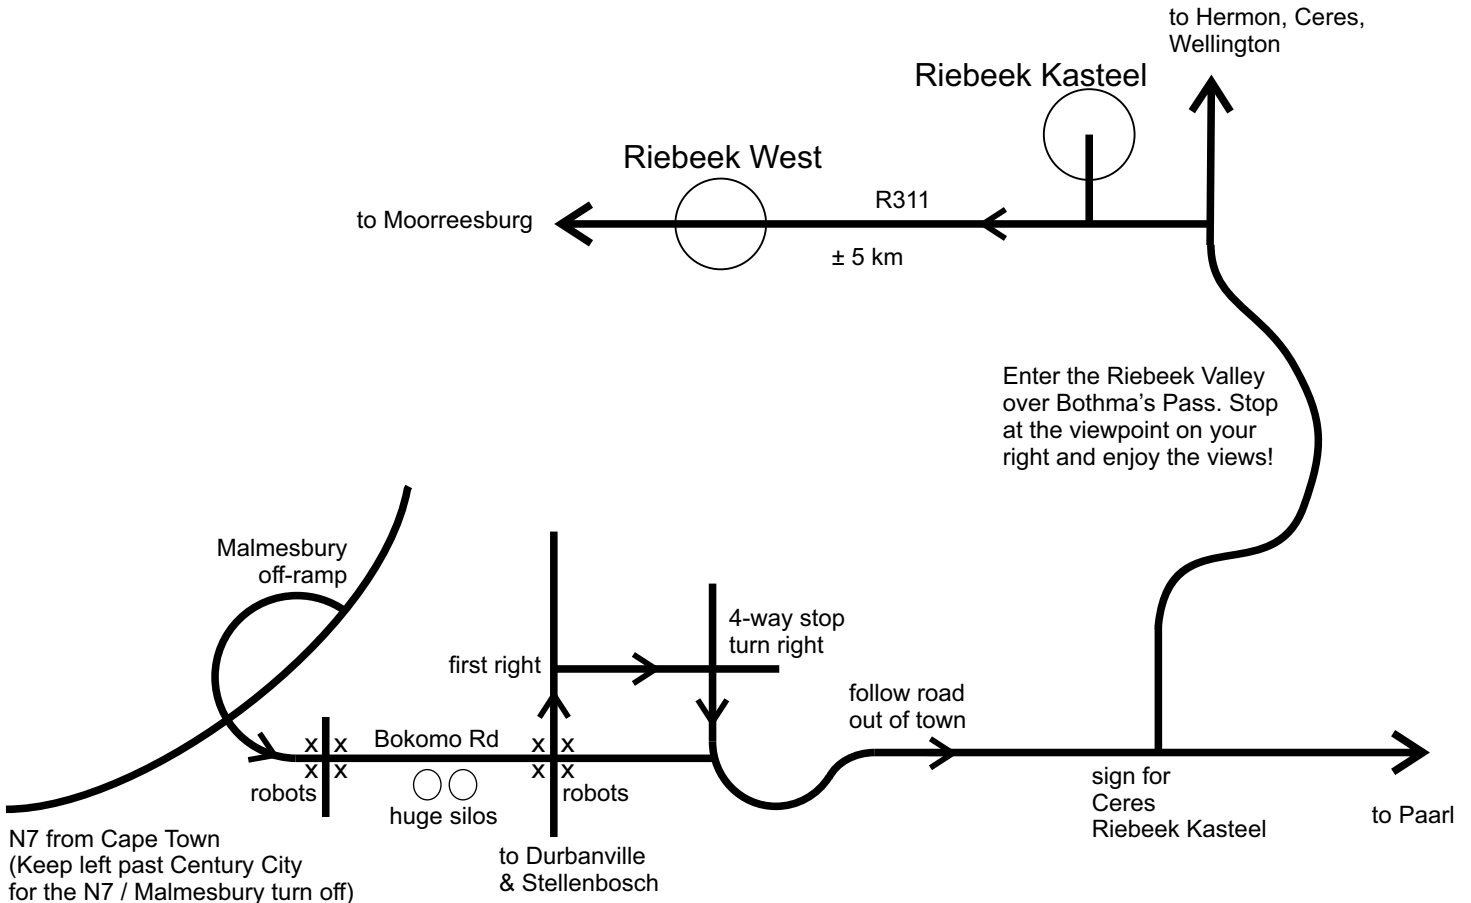 to Hermon, Ceres,
Wellington
Riebeek Kasteel
Riebeek West
R311
to Moorreesburg
± 5 km
Enter the Riebeek Valley
over Bothma’s Pass. Stop
at the viewpoint on your
right and enjoy the views!
Malmesbury
off-ramp
4-way stop
turn right
first right
follow road
out of town
x x
x x
Bokomo Rd
x x
x x
robots
huge silos
robots
sign for
Ceres
Riebeek Kasteel
to Paarl
N7 from Cape Town
(Keep left past Century City
for the N7 / Malmesbury turn off)
to Durbanville
& Stellenbosch